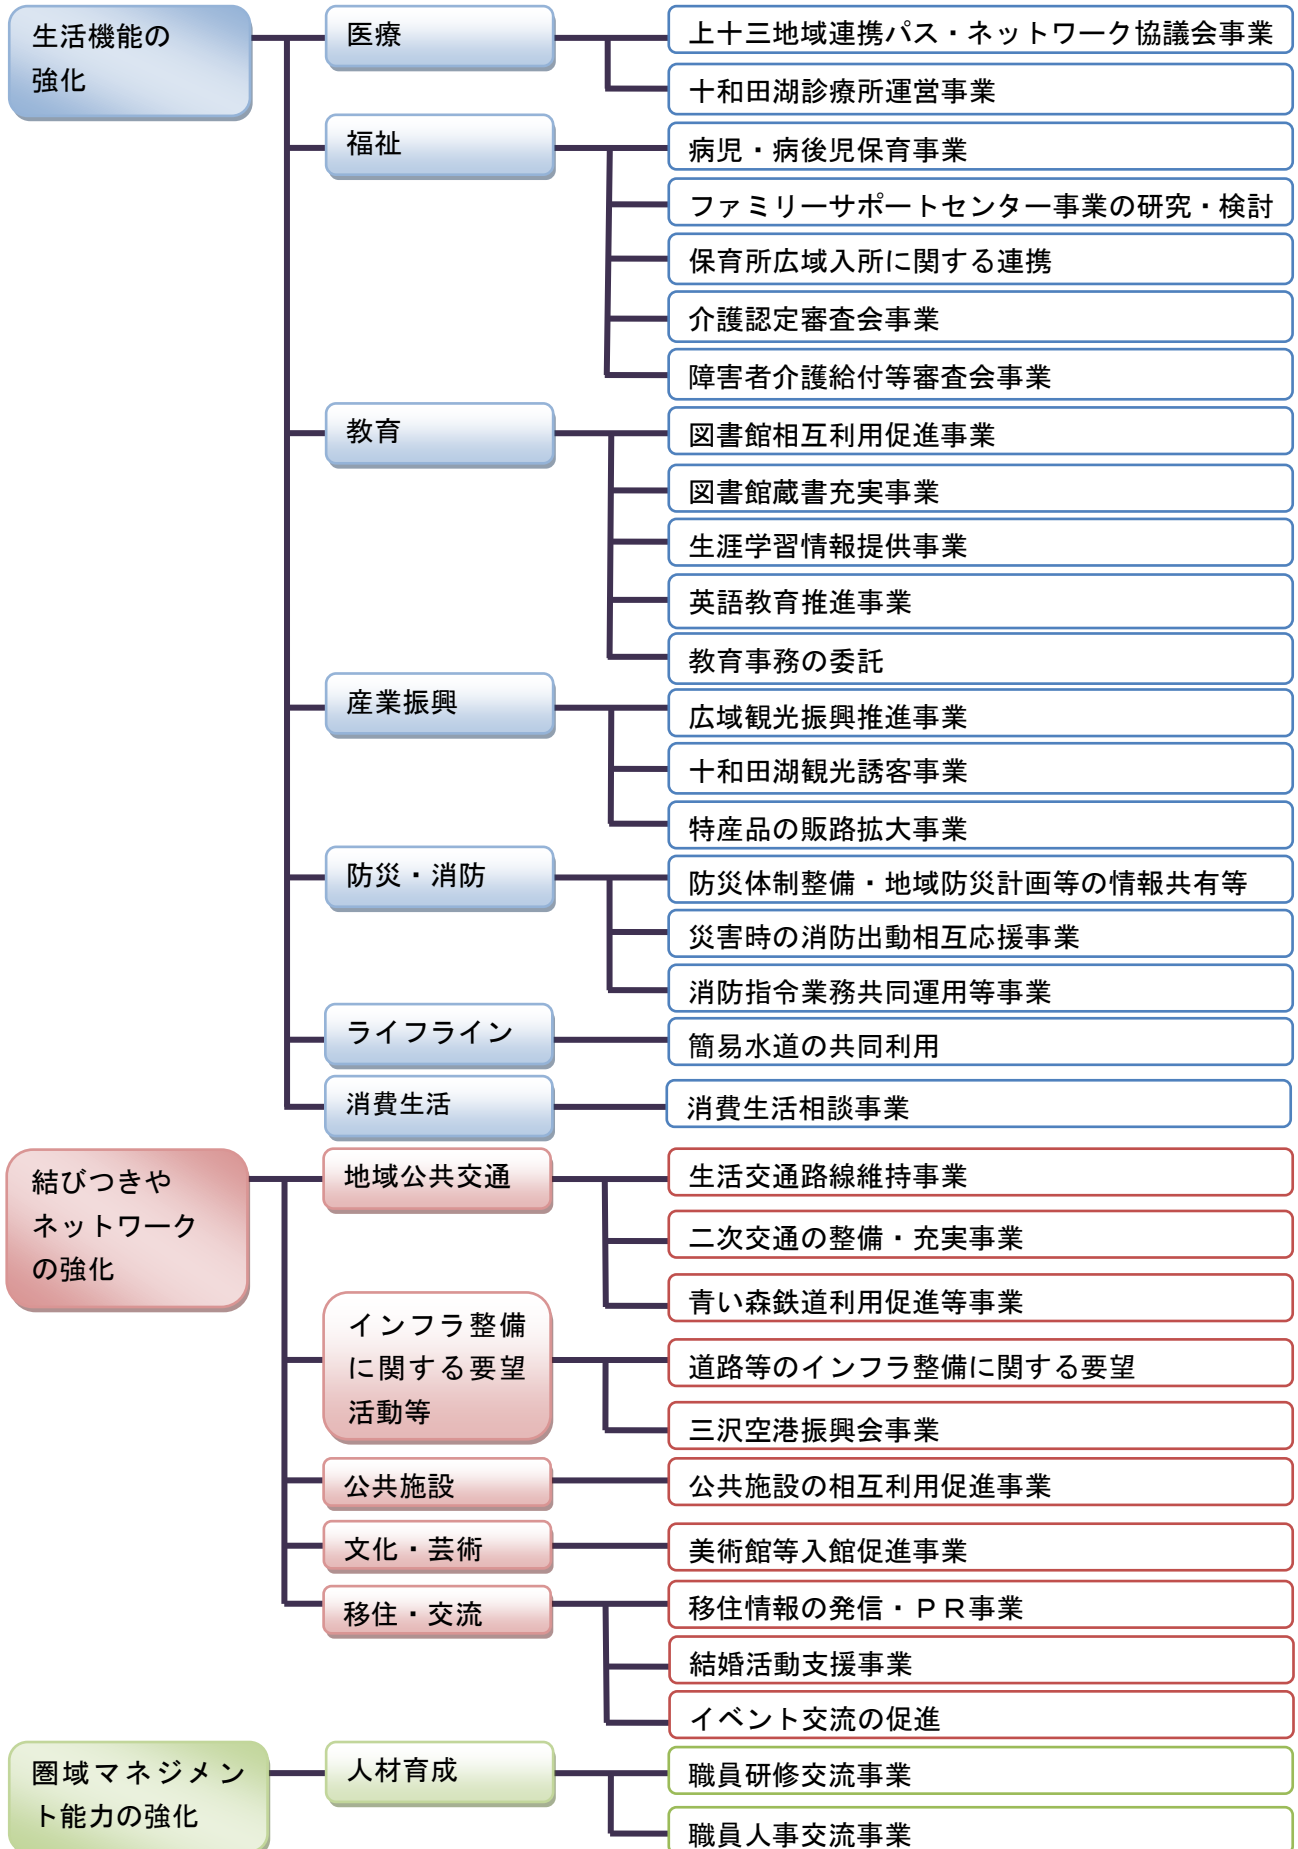 生活機能の
強化
医療
上十三地域連携パス・ネットワーク協議会事業
十和田湖診療所運営事業
福祉
病児・病後児保育事業
ファミリーサポートセンター事業の研究・検討
保育所広域入所に関する連携
介護認定審査会事業
障害者介護給付等審査会事業
教育
図書館相互利用促進事業
図書館蔵書充実事業
生涯学習情報提供事業
英語教育推進事業
教育事務の委託
産業振興
広域観光振興推進事業
十和田湖観光誘客事業
特産品の販路拡大事業
防災・消防
防災体制整備・地域防災計画等の情報共有等
災害時の消防出動相互応援事業
消防指令業務共同運用等事業
ライフライン
簡易水道の共同利用
消費生活
消費生活相談事業
結びつきや
ネットワーク
の強化
地域公共交通
生活交通路線維持事業
二次交通の整備・充実事業
青い森鉄道利用促進等事業
インフラ整備
に関する要望
活動等
道路等のインフラ整備に関する要望
三沢空港振興会事業
公共施設
公共施設の相互利用促進事業
文化・芸術
美術館等入館促進事業
移住・交流
移住情報の発信・ＰＲ事業
結婚活動支援事業
イベント交流の促進
圏域マネジメン
ト能力の強化
人材育成
職員研修交流事業
職員人事交流事業